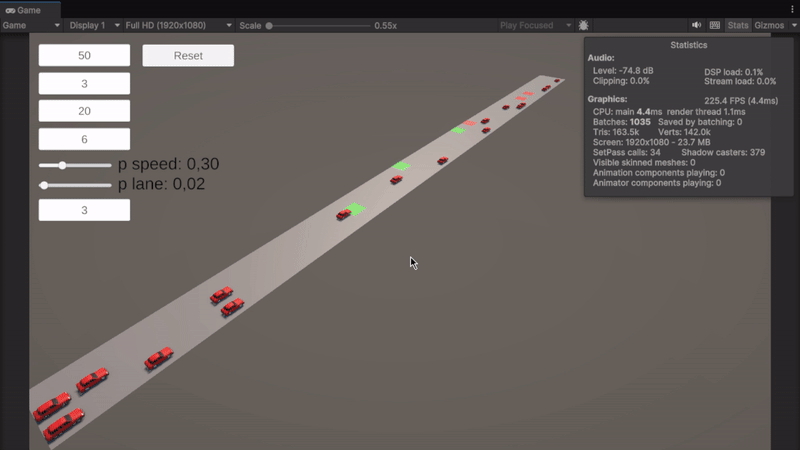 Game
Game Display 1 Full HD (1920x1080) Scale 0.55x Play Focused Stats Gizmos
50 Reset
3
20
6
p speed: 0,30
p lane: 0,02
3
Statistics
Audio:
Level: -74.8 dB DSP load: 0.1%
Clipping: 0.0% Stream load: 0.0%
Graphics: 225.4 FPS (4.4ms)
CPU: main 4.4ms render thread 1.1ms
Batches: 1035 Saved by batching: 0
Tris: 163.5k Verts: 142.0k
Screen: 1920x1080 - 23.7 MB
SetPass calls: 34 Shadow casters: 379
Visible skinned meshes: 0
Animation components playing: 0
Animator components playing: 0